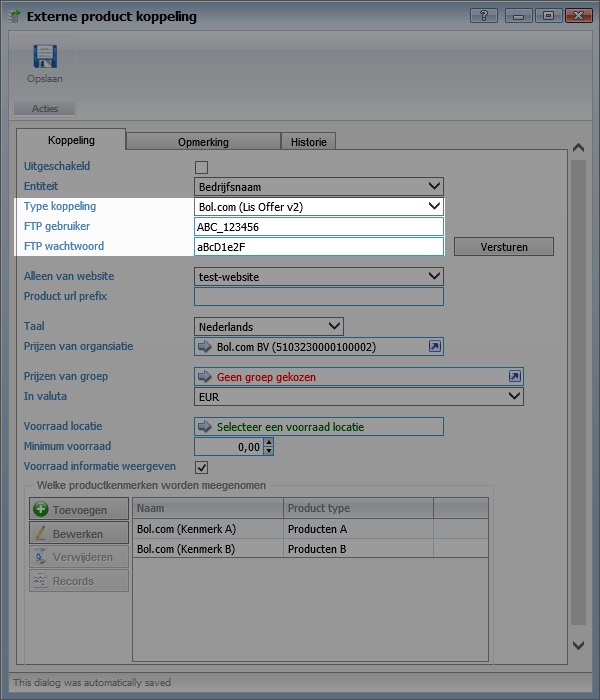 Externe product koppeling
?
Opslaan
Acties
Koppeling Opmerking Historie
Uitgeschakeld
Entiteit Bedrijfsnaam
Type koppeling Bol.com (Lis Offer v2)
FTP gebruiker ABC_123456
FTP wachtwoord aBcD1e2F Versturen
Alleen van website test-website
Product url prefix
Taal Nederlands
Prijzen van organsiatie Bol.com BV (5103230000100002)
Prijzen van groep Geen groep gekozen
In valuta EUR
Voorraad locatie Selecteer een voorraad locatie
Minimum voorraad 0,00
Voorraad informatie weergeven
Welke productkenmerken worden meegenomen
Toevoegen Naam Product type
Bewerken Bol.com (Kenmerk A) Producten A
Verwijderen Bol.com (Kenmerk B) Producten B
Records
This dialog was automatically saved